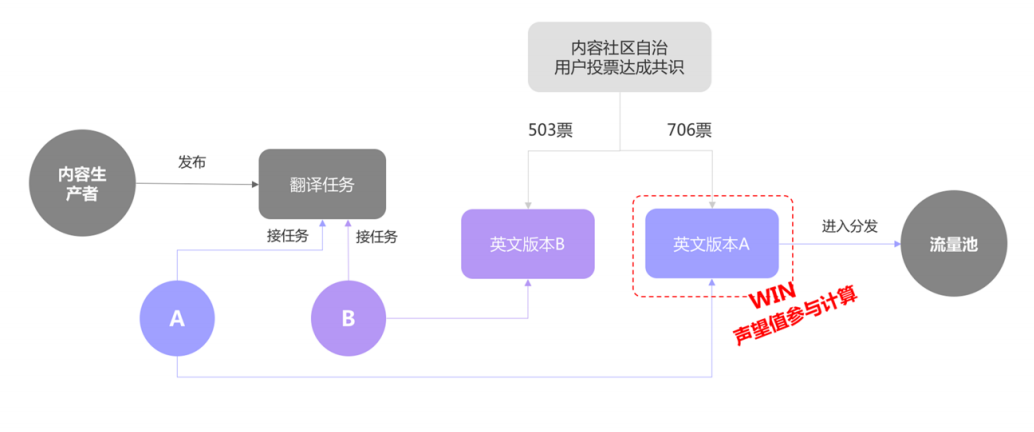 内容社区自治
用户投票达成共识
503票
706票
内容生
产者
发布
翻译任务
接任务
接任务
英文版本B
英文版本A
进入分发
流量池
A
B
WIN
声望值参与计算